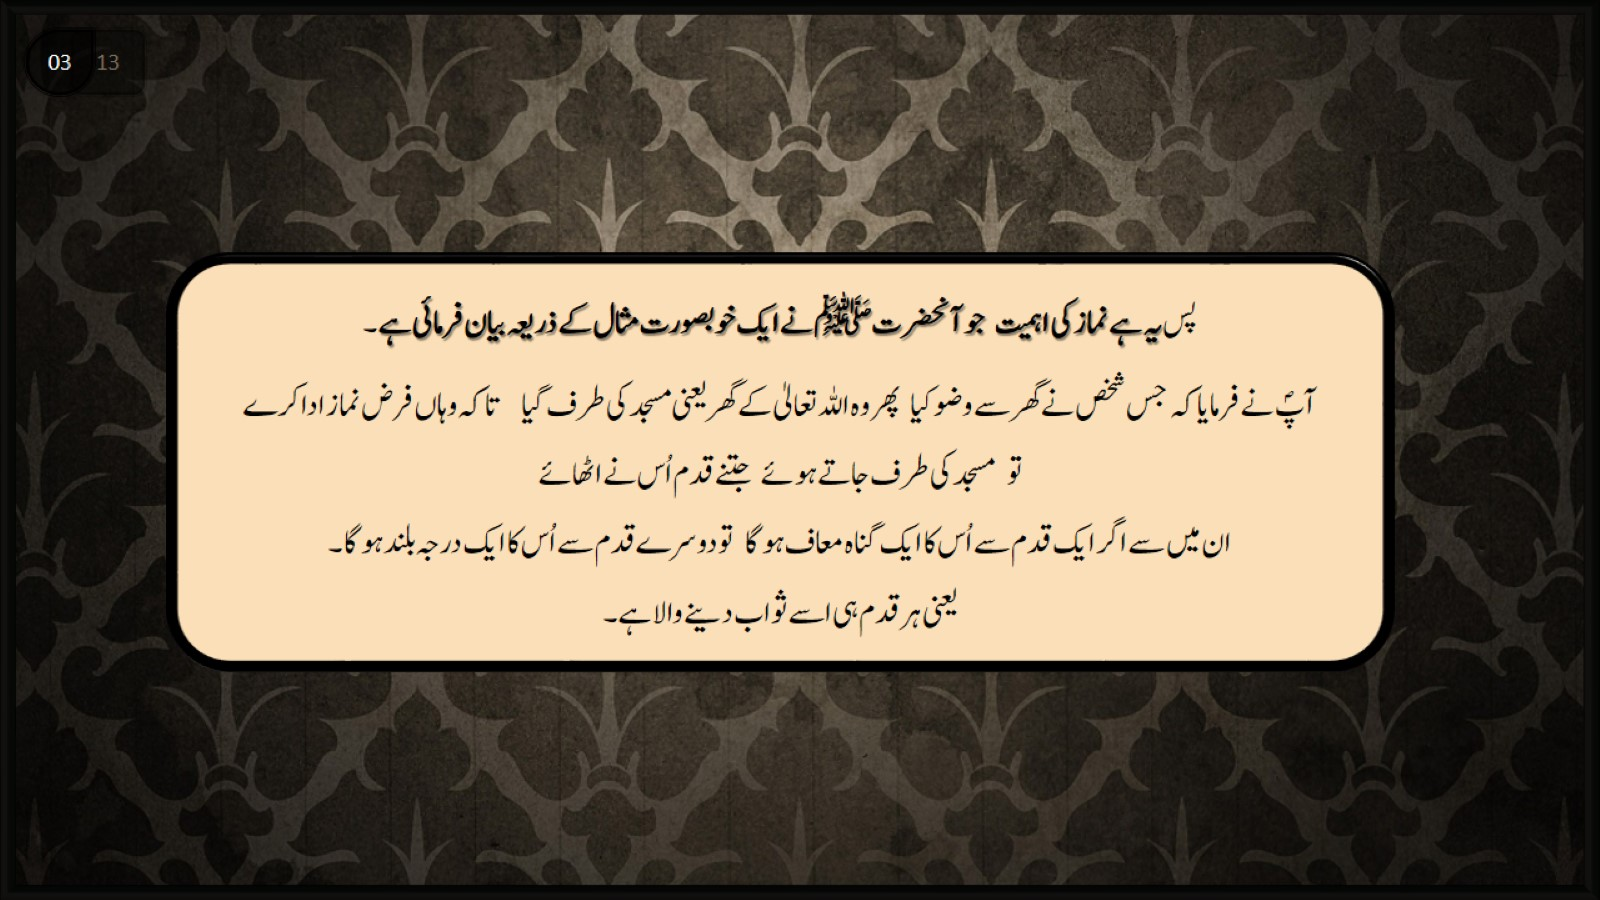 03 13
پس یہ ہے نماز کی اہمیت جو آنحضرت ﷺ نے ایک خوبصورت مثال کے ذریعہ بیان فرمائی ہے۔
آپؐ نے فرمایا کہ جس شخص نے گھر سے وضو کیا پھر وہ اللہ تعالیٰ کے گھر یعنی مسجد کی طرف گیا تا کہ وہاں فرض نماز ادا کرے
تو مسجد کی طرف جاتے ہوئے جتنے قدم اُس نے اٹھائے
ان میں سے اگر ایک قدم سے اُس کا ایک گناہ معاف ہو گا تو دوسرے قدم سے اُس کا ایک درجہ بلند ہو گا۔
یعنی ہر قدم ہی اسے ثواب دینے والا ہے۔